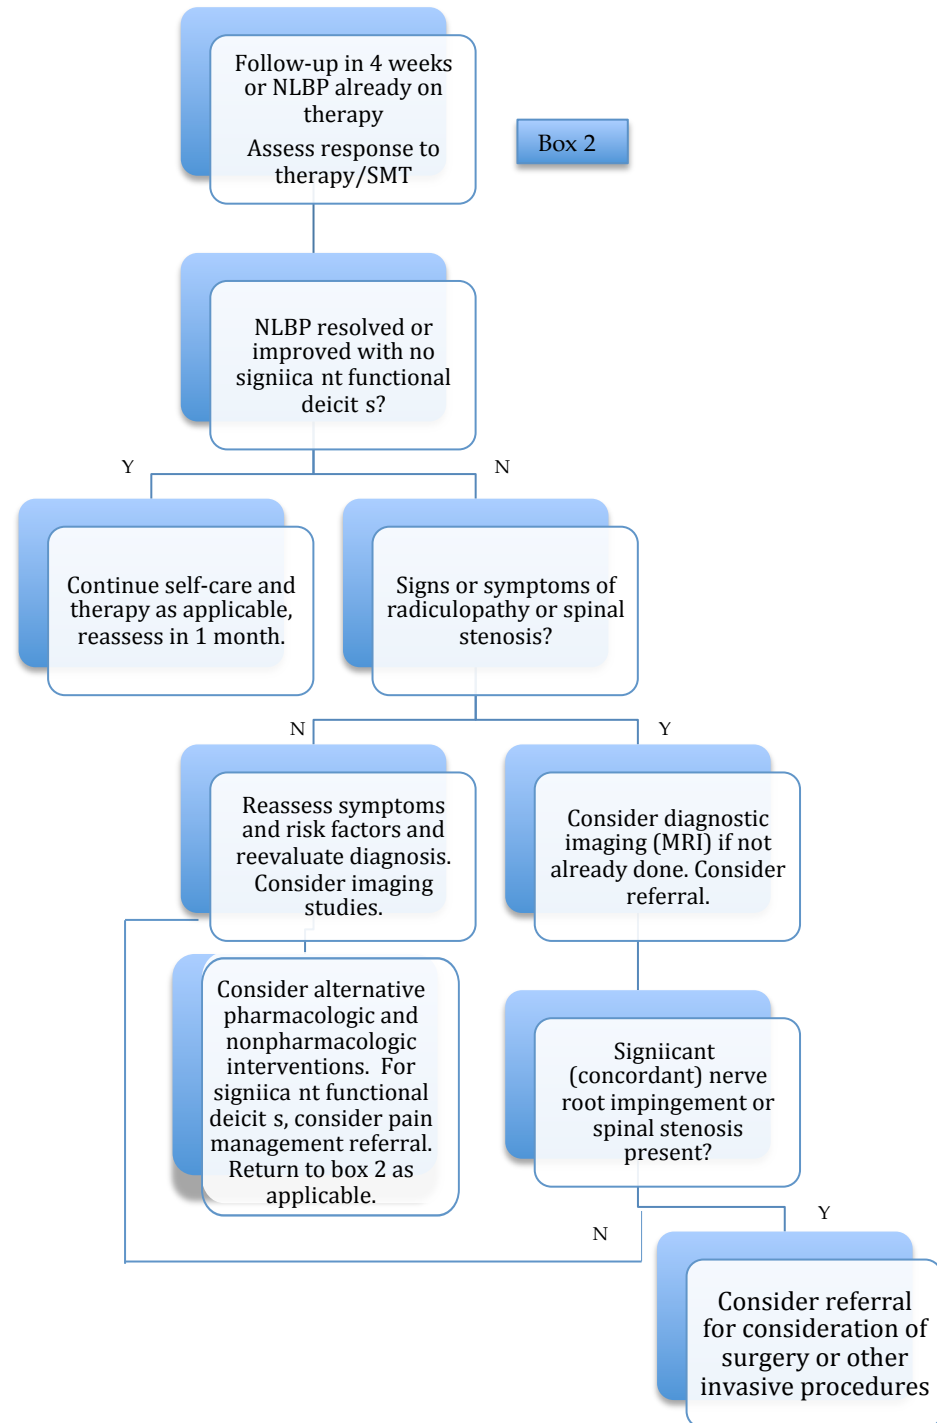 Follow-up in 4 weeks
or NLBP already on
therapy
Assess response to
therapy/SMT
Box 2
NLBP resolved or
improved with no
signiica nt functional
deicit s?
Y
N
Continue self-care and
therapy as applicable,
reassess in 1 month.
Signs or symptoms of
radiculopathy or spinal
stenosis?
N
Y
Reassess symptoms
and risk factors and
reevaluate diagnosis.
Consider imaging
studies.
Consider diagnostic
imaging (MRI) if not
already done. Consider
referral.
Consider alternative
pharmacologic and
nonpharmacologic
interventions. For
signiica nt functional
deicit s, consider pain
management referral.
Return to box 2 as
applicable.
Signiicant
(concordant) nerve
root impingement or
spinal stenosis
present?
N
Y
Consider referral
for consideration of
surgery or other
invasive procedures